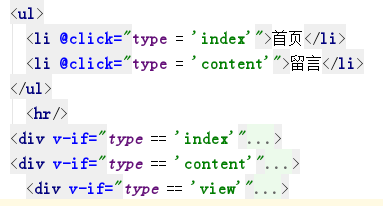 <ul>
<li @click="type = 'index'">首页</li>
<li @click="type = 'content'">留言</li>
</ul>
<hr/>
<div v-if="type == 'index'"...>
<div v-if="type == 'content'"...>
<div v-if="type == 'view'"...>